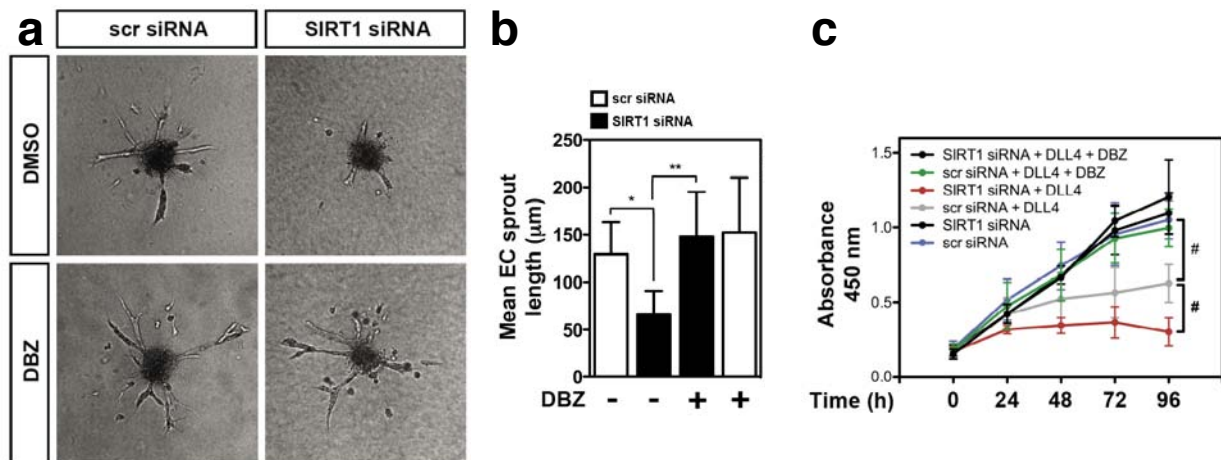 a
scr siRNA
SIRT1 siRNA
DMSO
DBZ
b
scr siRNA
SIRT1 siRNA
Mean EC sprout
length (µm)
250
200
150
100
50
0
*
**
DBZ - - + +
c
Absorbance
450 nm
1.5
1.0
0.5
0.0
SIRT1 siRNA + DLL4 + DBZ
scr siRNA + DLL4 + DBZ
SIRT1 siRNA + DLL4
scr siRNA + DLL4
SIRT1 siRNA
scr siRNA
#
#
Time (h) 0 24 48 72 96